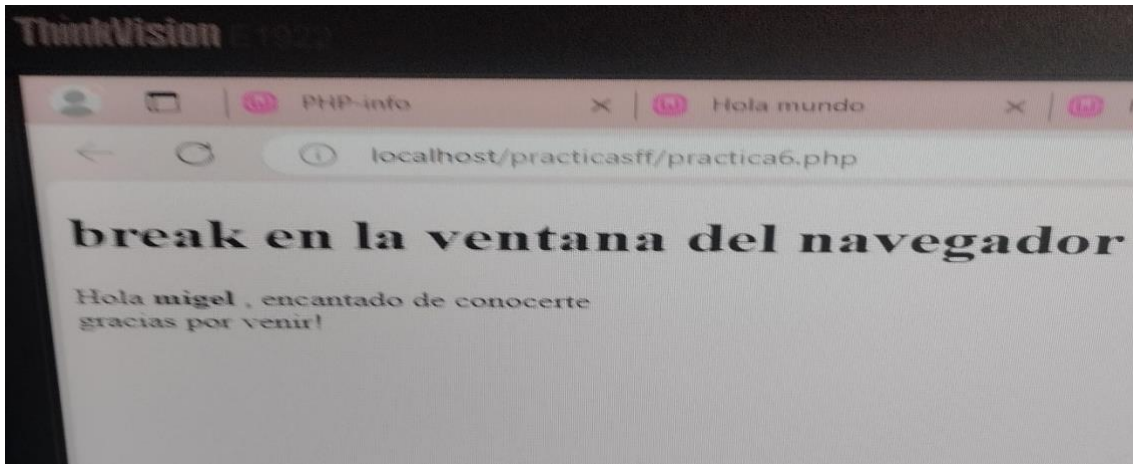 ThinkVision E1922
PHP-info
Hola mundo
localhost/practicasff/practica6.php
break en la ventana del navegador
Hola migel , encantado de conocerte
gracias por venir!